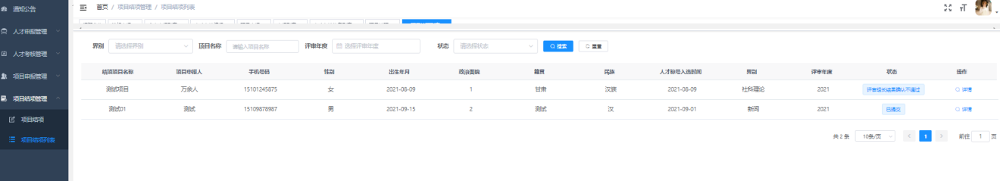 通知公告
人才申报管理
人才考核管理
项目申报管理
项目结项管理
项目结项
项目结项列表
首页 / 项目结项管理 / 项目结项列表
界别 请选择界别 项目名称 请输入项目名称 评审年度 选择评审年度 状态 请选择状态 搜索 重置
结项项目名称 项目申报人 手机号码 性别 出生年月 政治面貌 籍贯 民族 人才称号入选时间 界别 评审年度 状态 操作
测试项目 万余人 15101245875 女 2021-08-09 1 甘肃 汉族 2021-08-09 社科理论 2021 评审组长结果确认不通过 详情
测试01 测试 15109878987 男 2021-09-15 2 测试 汉 2021-09-01 新闻 2021 已提交 详情
共 2 条 10条/页 1 前往 1 页